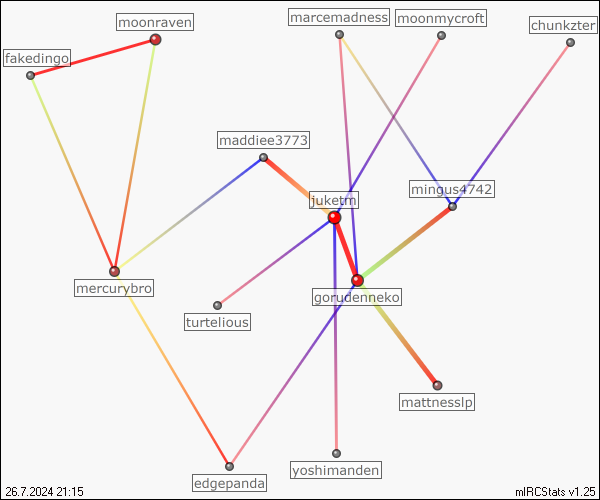 moonraven
marcemadness
moonmycroft
chunkzter
fakedingo
maddiee3773
mingus4742
juketm
mercurybro
gorudenneko
turtelious
mattnesslp
edgepanda
yoshimanden
26.7.2024 21:15
mIRCStats v1.25